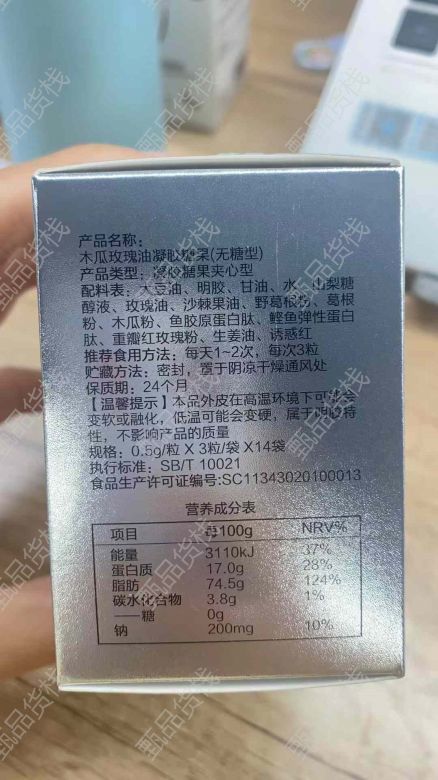 产品名称：
木瓜玫瑰油凝胶糖果(无糖型)
产品类型：凝胶糖果夹心型
配料表：大豆油、明胶、甘油、水、山梨糖
醇液、玫瑰油、沙棘果油、野葛根粉、葛根
粉、木瓜粉、鱼胶原蛋白肽、鲣鱼弹性蛋白
肽、重瓣红玫瑰粉、生姜油、诱惑红
推荐食用方法：每天1~2次，每次3粒
贮藏方法：密封，置于阴凉干燥通风处
保质期：24个月
【温馨提示】本品外皮在高温环境下可能会
变软或融化，低温可能会变硬，属于明胶特
性，不影响产品的质量
规格：0.5g/粒 X 3粒/袋 X14袋
执行标准：SB/T 10021
食品生产许可证编号:SC11343020100013
营养成分表
项目 每100g NRV%
能量 3110kJ 37%
蛋白质 17.0g 28%
脂肪 74.5g 124%
碳水化合物 3.8g 1%
——糖 0g
钠 200mg 10%
甄品货栈